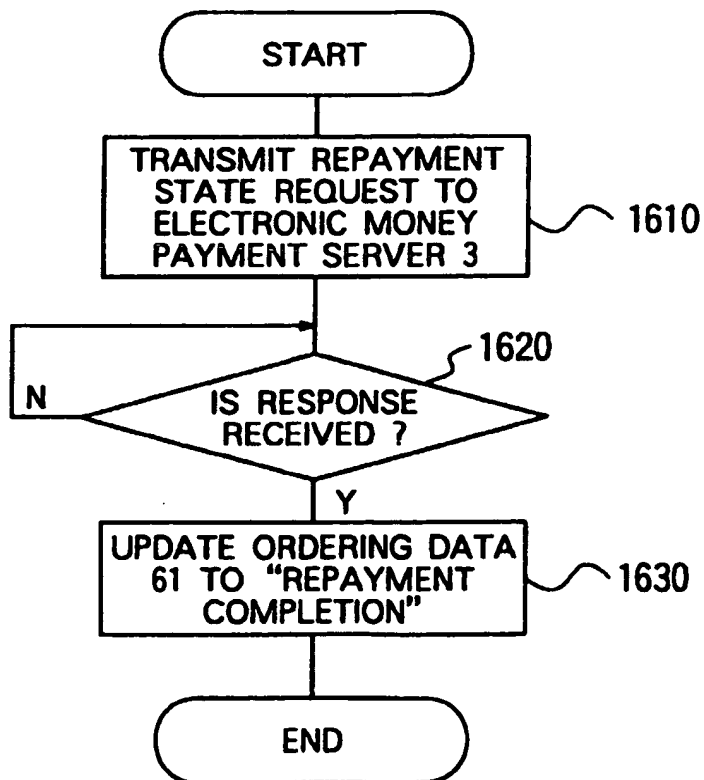 START
TRANSMIT REPAYMENT
STATE REQUEST TO
ELECTRONIC MONEY
PAYMENT SERVER 3
1610
1620
N
IS RESPONSE
RECEIVED ?
Y
UPDATE ORDERING DATA
61 TO “REPAYMENT
COMPLETION”
1630
END